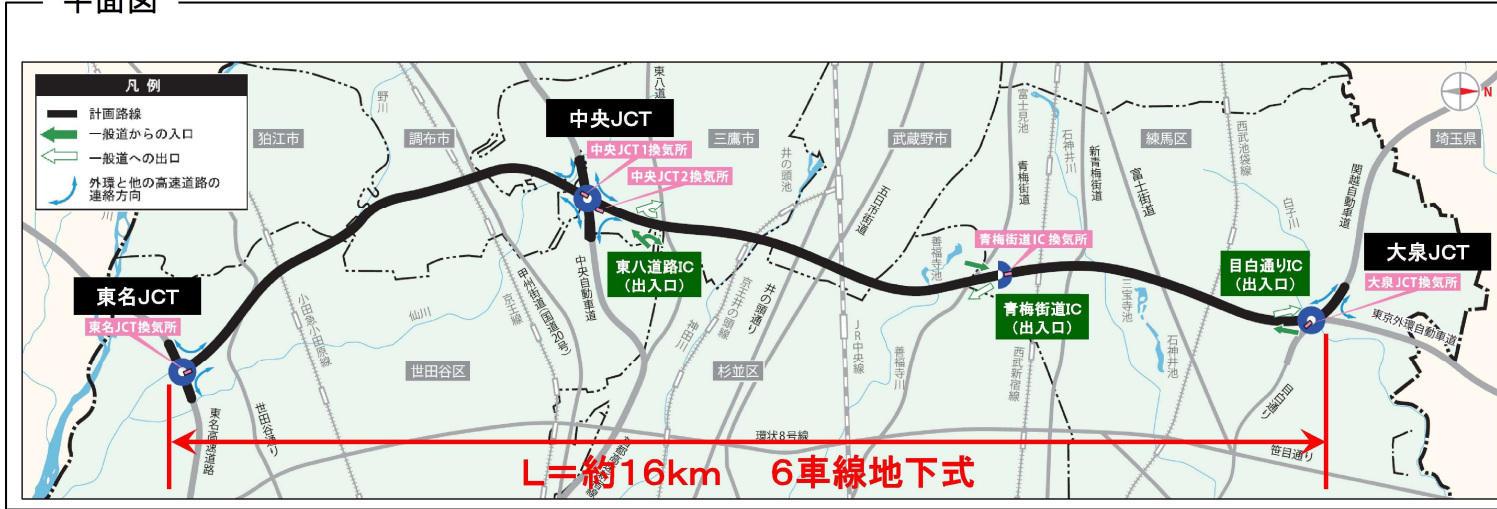 平面図
凡 例
計画路線
一般道からの入口
一般道への出口
外環と他の高速道路の
連絡方向
狛江市
野川
調布市
中央JCT
東八道
三鷹市
武蔵野市
富士見池
石神井川
練馬区
西武池袋線
埼玉県
N
中央JCT1換気所
中央JCT2換気所
井の頭池
五日市街道
青梅街道
新青梅街道
富士街道
関越自動車道
白子川
東名JCT
東名JCT換気所
小田急小田原線
仙川
京王線
甲州街道(国道20号)
中央自動車道
東八道路IC
(出入口)
神田川
京王井の頭線
井の頭通り
善福寺池
青梅街道IC換気所
青梅街道IC
(出入口)
三宝寺池
石神井池
目白通りIC
(出入口)
大泉JCT
大泉JCT換気所
東京外環自動車道
世田谷区
杉並区
JR中央線
善福寺川
西武新宿線
目白通り
東名高速道路
世田谷通り
環状8号線
笹目通り
L=約16km 6車線地下式